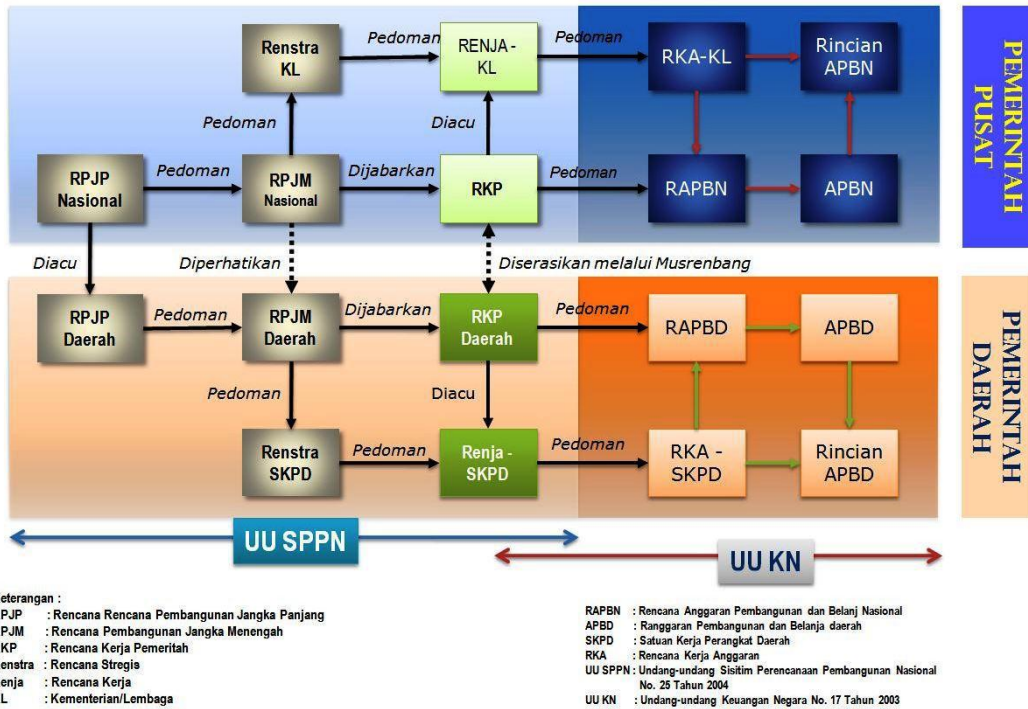 Renstra
KL
Pedoman
RENJA -
KL
Pedoman
RKA-KL
Rincian
APBN
Pedoman
Diacu
RPJP
Nasional
Pedoman
RPJM
Nasional
Dijabarkan
RKP
Pedoman
RAPBN
APBN
PEMERINTAH
PUSAT
Diacu
Diperhatikan
Diserasikan melalui Musrenbang
RPJP
Daerah
Pedoman
RPJM
Daerah
Dijabarkan
RKP
Daerah
Pedoman
RAPBD
APBD
Pedoman
Diacu
Renstra
SKPD
Pedoman
Renja -
SKPD
Pedoman
RKA -
SKPD
Rincian
APBD
PEMERINTAH
DAERAH
UU SPPN
UU KN
eterangan :
PJP : Rencana Rencana Pembangunan Jangka Panjang
PJM : Rencana Pembangunan Jangka Menengah
KP : Rencana Kerja Pemeritah
enstra : Rencana Stregis
enja : Rencana Kerja
L : Kementerian/Lembaga
RAPBN : Rencana Anggaran Pembangunan dan Belanj Nasional
APBD : Ranggaran Pembangunan dan Belanja daerah
SKPD : Satuan Kerja Perangkat Daerah
RKA : Rencana Kerja Anggaran
UU SPPN : Undang-undang Sisitim Perencanaan Pembangunan Nasional
No. 25 Tahun 2004
UU KN : Undang-undang Keuangan Negara No. 17 Tahun 2003